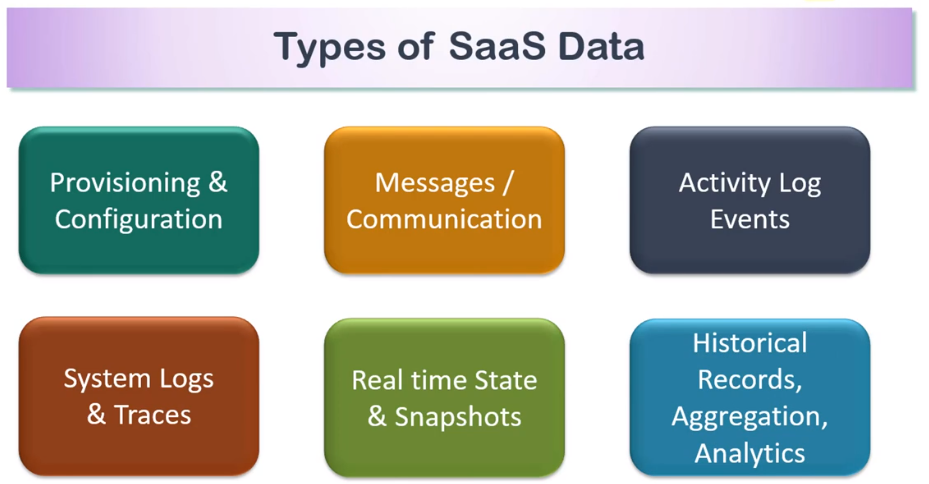 Types of SaaS Data
Provisioning &
Configuration
Messages /
Communication
Activity Log
Events
System Logs
& Traces
Real time State
& Snapshots
Historical
Records,
Aggregation,
Analytics